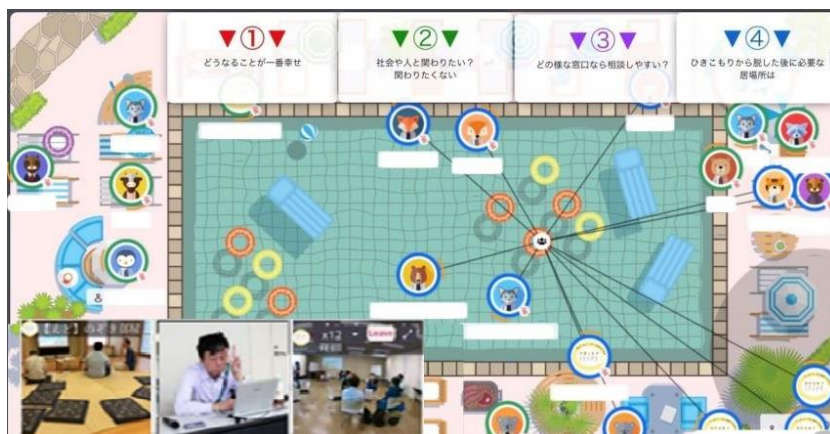 ▼①▼
どうなることが一番幸せ
▼②▼
社会や人と関わりたい？
関わりたくない
▼③▼
どの様な窓口なら相談しやすい？
▼④▼
ひきこもりから脱した後に必要な
居場所は
x12
Leave